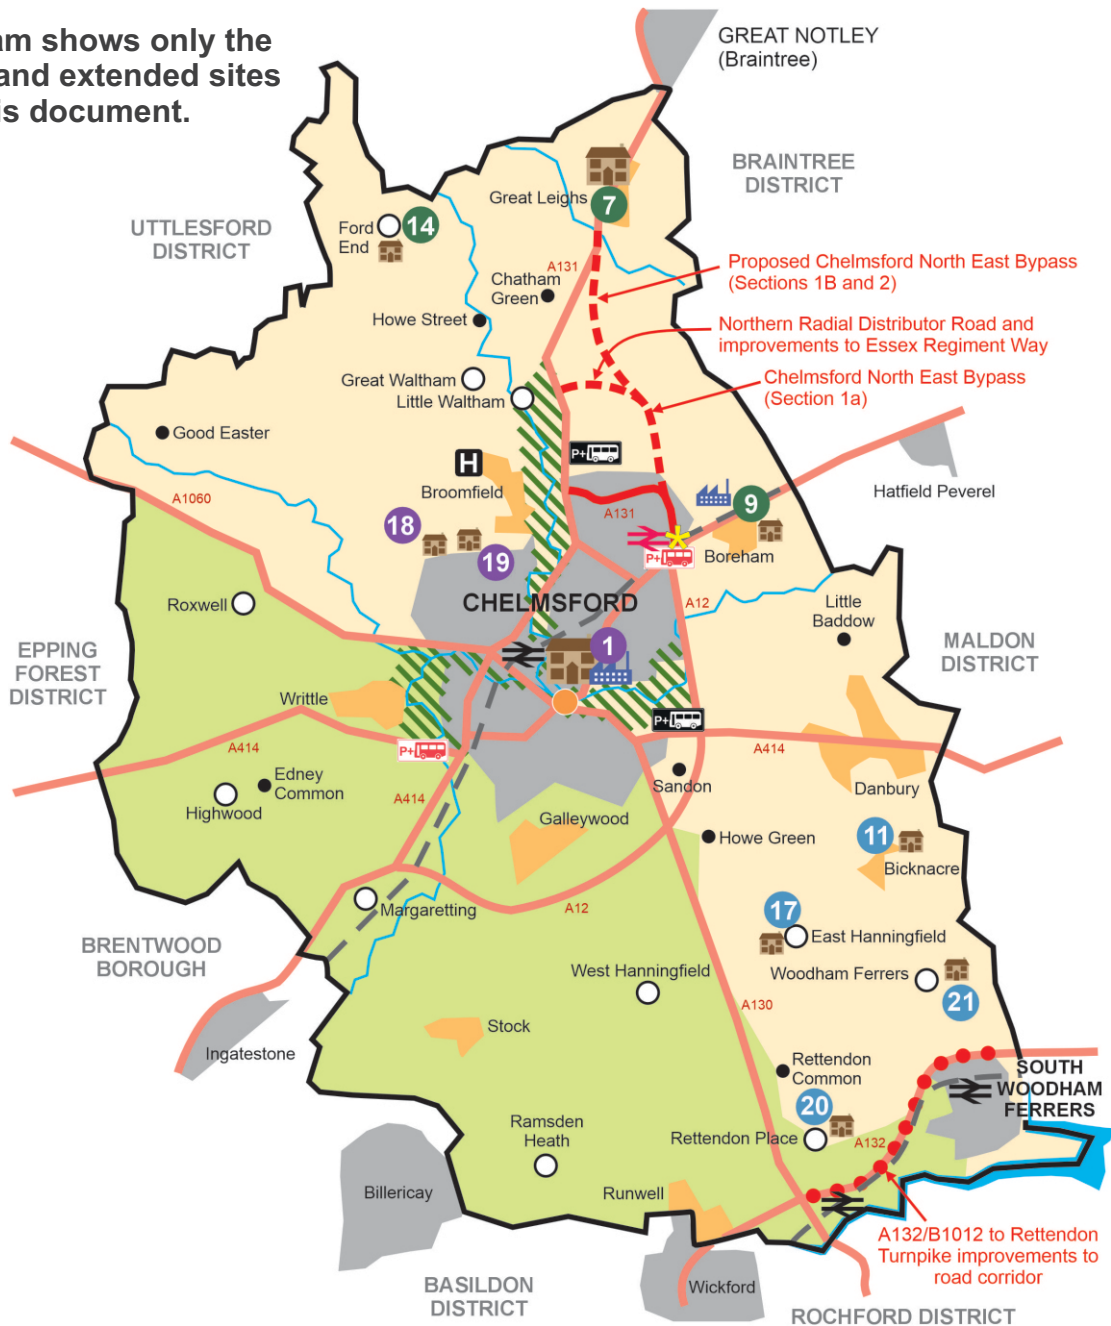 am shows only the
and extended sites
is document.
GREAT NOTLEY
(Braintree)
BRAINTREE
DISTRICT
UTTLESFORD
DISTRICT
Great Leighs
7
Ford
End
14
A131
Chatham
Green
Howe Street
Proposed Chelmsford North East Bypass
(Sections 1B and 2)
Northern Radial Distributor Road and
improvements to Essex Regiment Way
Great Waltham
Little Waltham
Chelmsford North East Bypass
(Section 1a)
Good Easter
P+
H
Broomfield
A1060
A131
9
Hatfield Peverel
18
19
P+
Boreham
CHELMSFORD
A12
Roxwell
Little
Baddow
EPPING
FOREST
DISTRICT
MALDON
DISTRICT
1
Writtle
P+
P+
A414
A414
Edney
Common
Highwood
A414
Sandon
Danbury
Galleywood
Howe Green
11
Bicknacre
Margaretting
A12
17
East Hanningfield
BRENTWOOD
BOROUGH
West Hanningfield
Woodham Ferrers
21
A130
Stock
Ingatestone
Rettendon
Common
SOUTH
WOODHAM
FERRERS
20
Ramsden
Heath
Rettendon Place
A132
Billericay
Runwell
A132/B1012 to Rettendon
Turnpike improvements to
road corridor
BASILDON
DISTRICT
Wickford
ROCHFORD DISTRICT